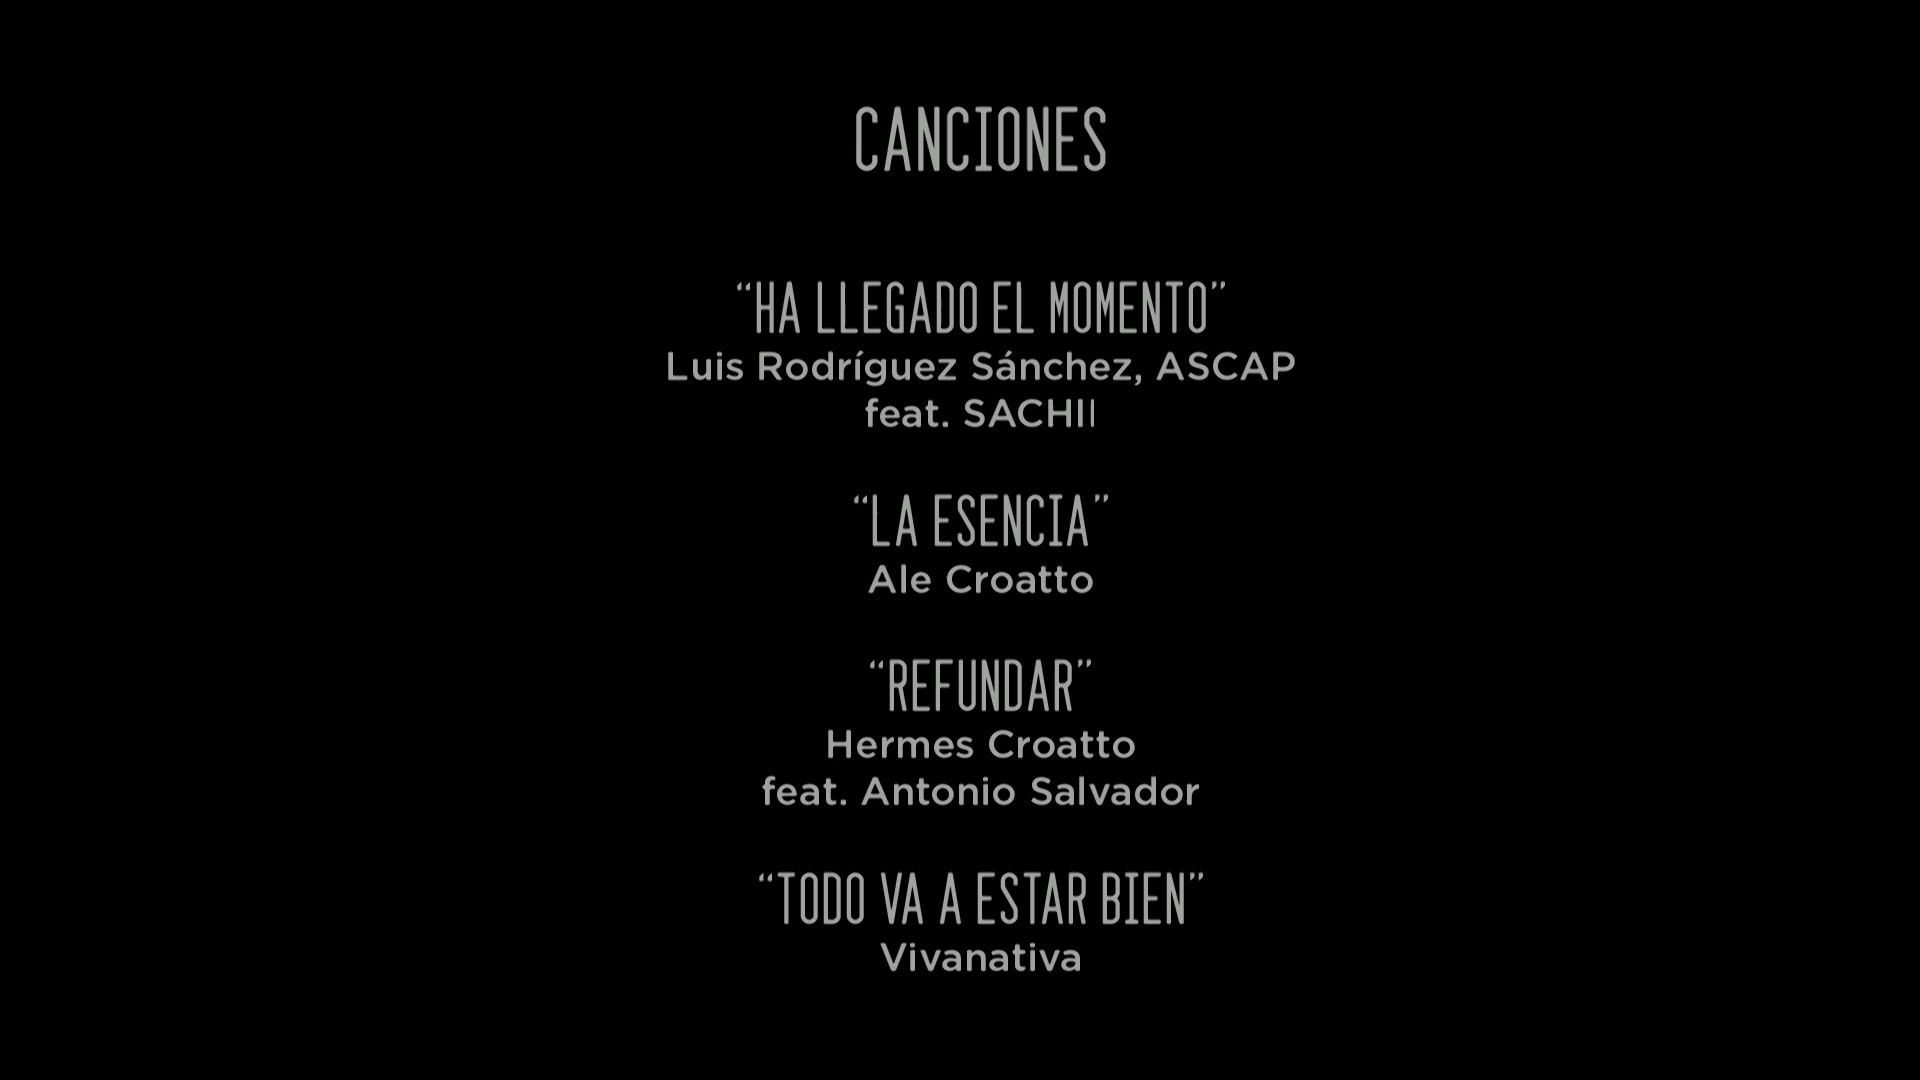 CANCIONES
“HA LLEGADO EL MOMENTO”
Luis Rodríguez Sánchez, ASCAP
feat. SACHII
“LA ESENCIA”
Ale Croatto
“REFUNDAR”
Hermes Croatto
feat. Antonio Salvador
“TODO VA A ESTAR BIEN”
Vivanativa